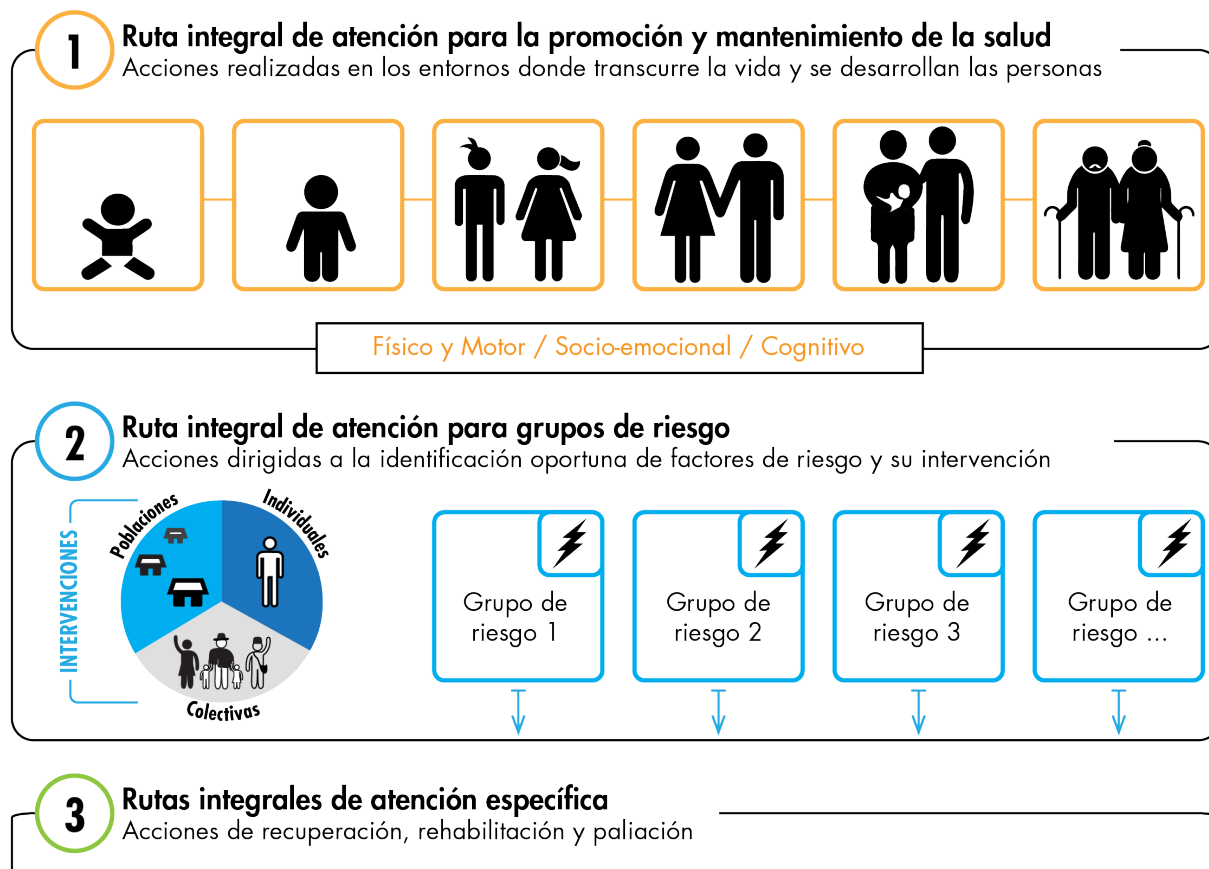 1
Ruta integral de atención para la promoción y mantenimiento de la salud
Acciones realizadas en los entornos donde transcurre la vida y se desarrollan las personas
Físico y Motor / Socio-emocional / Cognitivo
2
Ruta integral de atención para grupos de riesgo
Acciones dirigidas a la identificación oportuna de factores de riesgo y su intervención
INTERVENCIONES
Poblaciones
Individuales
Colectivas
Grupo de
riesgo 1
Grupo de
riesgo 2
Grupo de
riesgo 3
Grupo de
riesgo ...
3
Rutas integrales de atención específica
Acciones de recuperación, rehabilitación y paliación